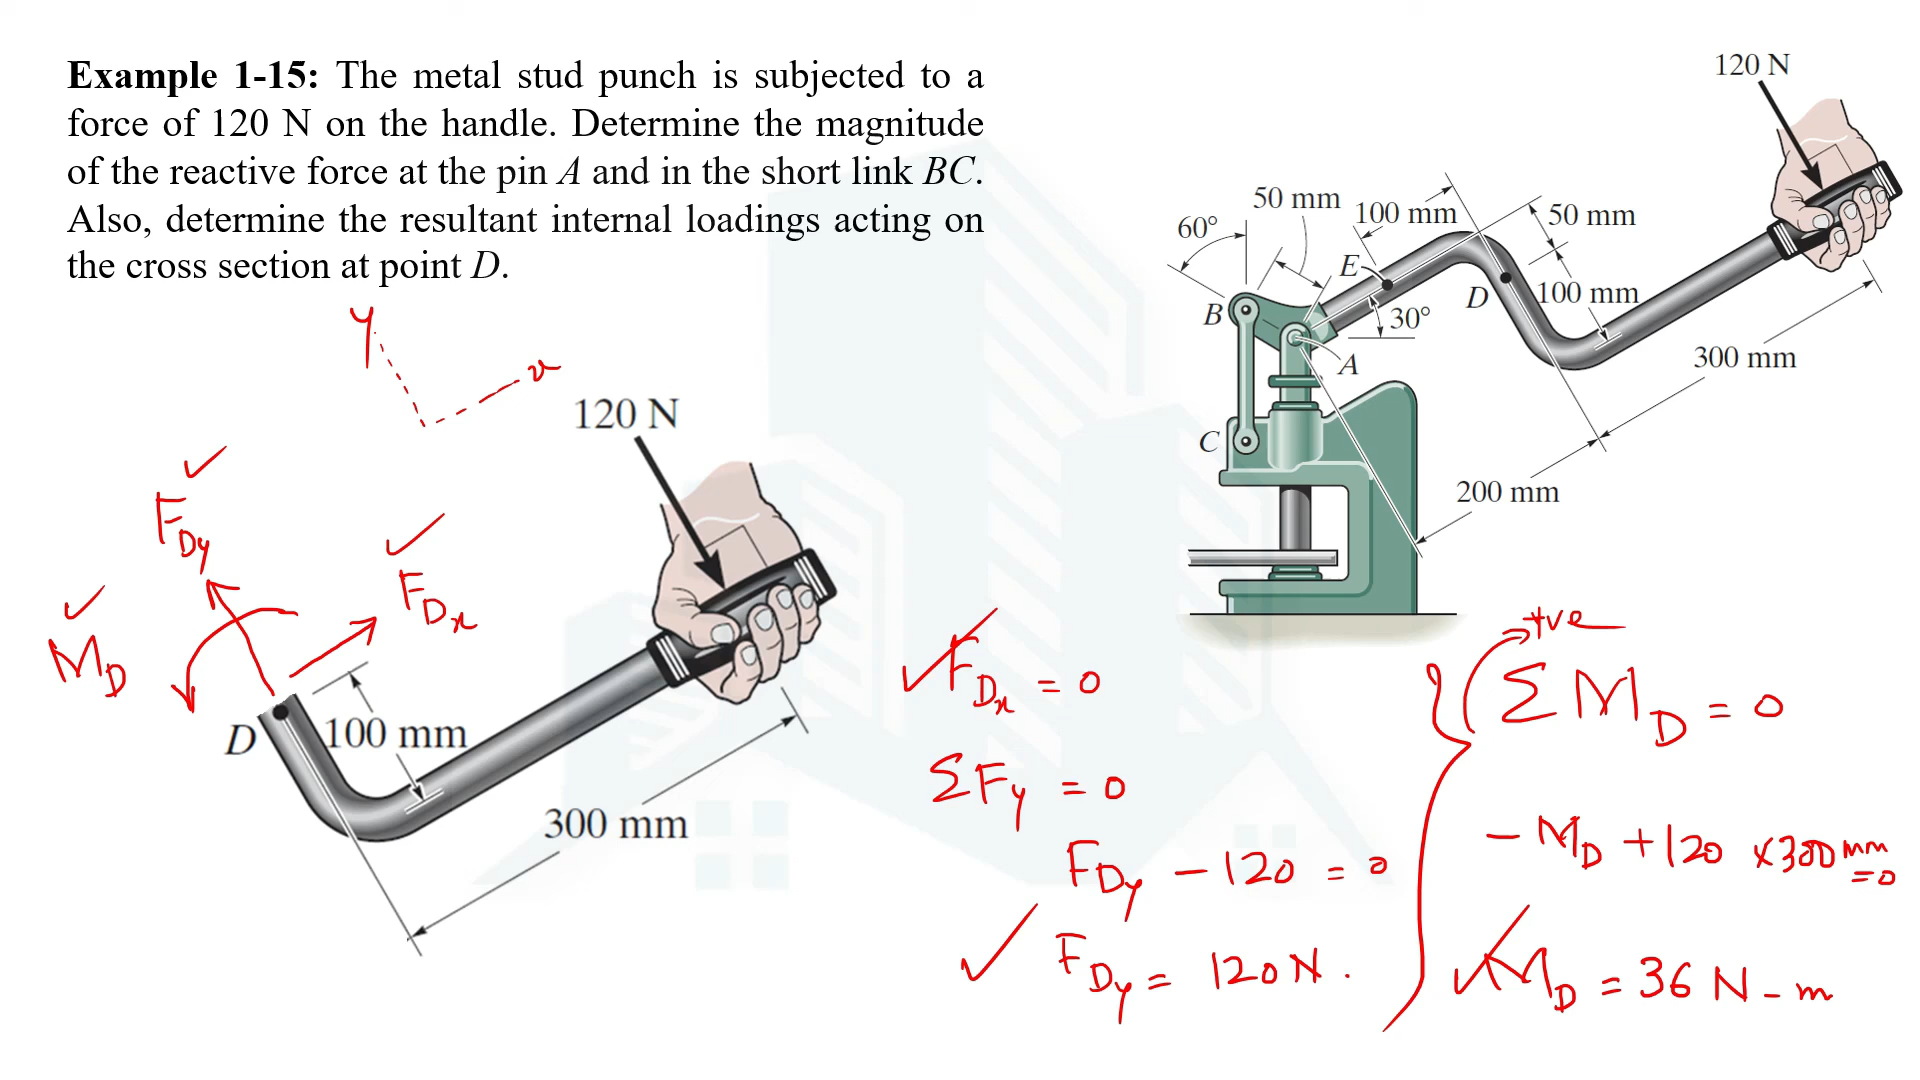 Example 1-15: The metal stud punch is subjected to a
force of 120 N on the handle. Determine the magnitude
of the reactive force at the pin A and in the short link BC.
Also, determine the resultant internal loadings acting on
the cross section at point D.
120 N
50 mm
100 mm
50 mm
60°
E
B
D
100 mm
30°
A
300 mm
C
200 mm
y
x
120 N
F_Dy
F_Dx
M_D
D
100 mm
300 mm
F_Dx = 0
ΣF_y = 0
F_Dy - 120 = 0
F_Dy = 120 N.
+ve
ΣM_D = 0
- M_D + 120 × 300 mm
= 0
M_D = 36 N-m